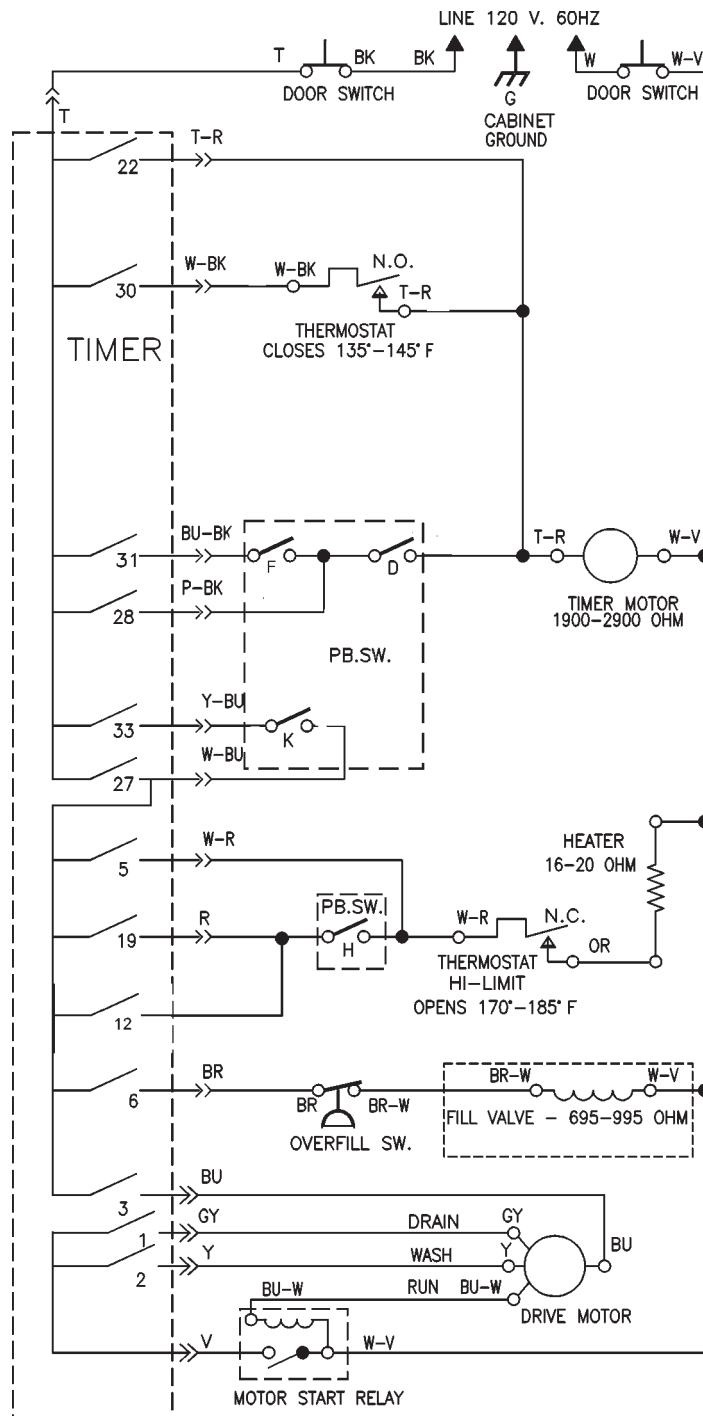 LINE 120 V. 60HZ
T BK BK W W-V
DOOR SWITCH G DOOR SWITCH
CABINET
GROUND
T
T-R
22
W-BK W-BK N.O.
30 T-R
THERMOSTAT
CLOSES 135°-145°F
TIMER
BU-BK T-R W-V
31 F D
P-BK
28
TIMER MOTOR
1900-2900 OHM
PB.SW.
Y-BU
33 K
W-BU
27
W-R
5
HEATER
16-20 OHM
R PB.SW. W-R N.C.
19 H
OR
THERMOSTAT
HI-LIMIT
OPENS 170°-185°F
12
BR BR-W W-V
6 BR BR-W
FILL VALVE - 695-995 OHM
OVERFILL SW.
BU
3
GY DRAIN GY
1
Y WASH Y BU
2
BU-W RUN BU-W
DRIVE MOTOR
V W-V
MOTOR START RELAY